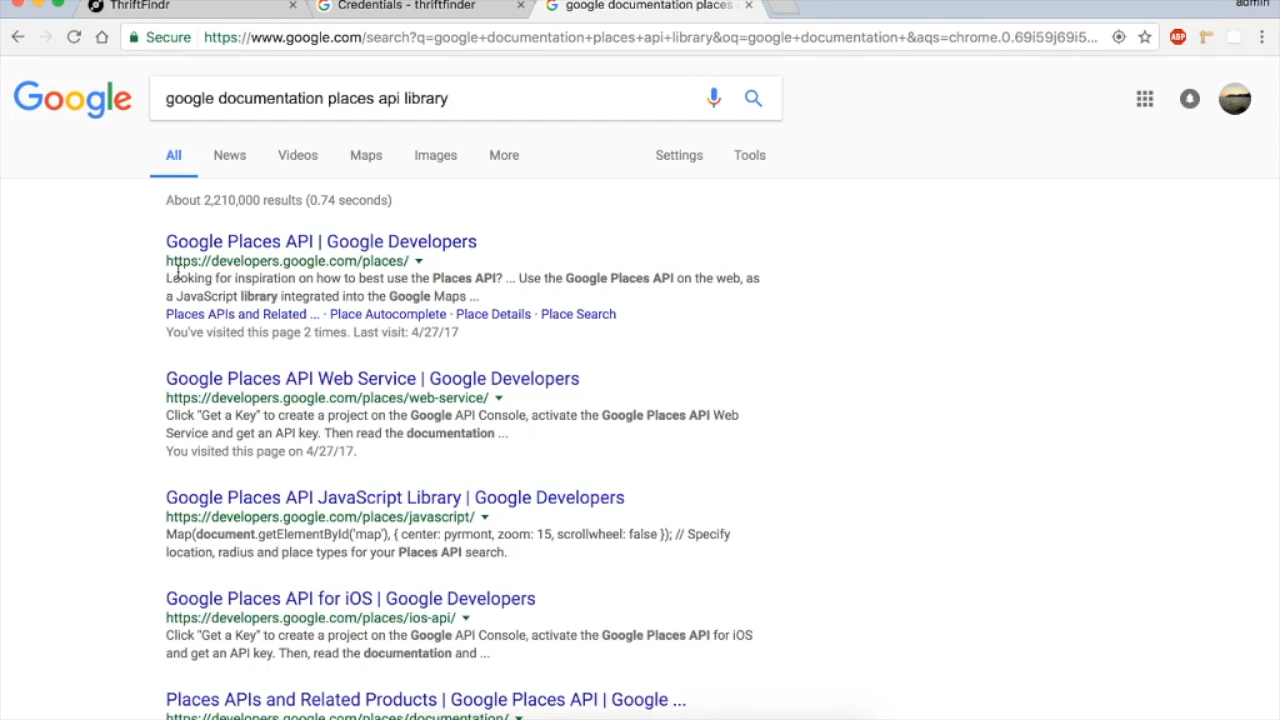 ThriftFindr
Credentials - thriftfinder
google documentation places
admin
Secure
https://www.google.com/search?q=google+documentation+places+api+library&oq=google+documentation+&aqs=chrome.0.69i59j69i5...
ABP
Google
google documentation places api library
All News Videos Maps Images More Settings Tools
About 2,210,000 results (0.74 seconds)
Google Places API | Google Developers
https://developers.google.com/places/
Looking for inspiration on how to best use the Places API? ... Use the Google Places API on the web, as
a JavaScript library integrated into the Google Maps ...
Places APIs and Related ... · Place Autocomplete · Place Details · Place Search
You've visited this page 2 times. Last visit: 4/27/17
Google Places API Web Service | Google Developers
https://developers.google.com/places/web-service/
Click "Get a Key" to create a project on the Google API Console, activate the Google Places API Web
Service and get an API key. Then read the documentation ...
You visited this page on 4/27/17.
Google Places API JavaScript Library | Google Developers
https://developers.google.com/places/javascript/
Map(document.getElementById('map'), { center: pyrmont, zoom: 15, scrollwheel: false }); // Specify
location, radius and place types for your Places API search.
Google Places API for iOS | Google Developers
https://developers.google.com/places/ios-api/
Click "Get a Key" to create a project on the Google API Console, activate the Google Places API for iOS
and get an API key. Then, read the documentation and ...
Places APIs and Related Products | Google Places API | Google ...
https://developers.google.com/places/documentation/